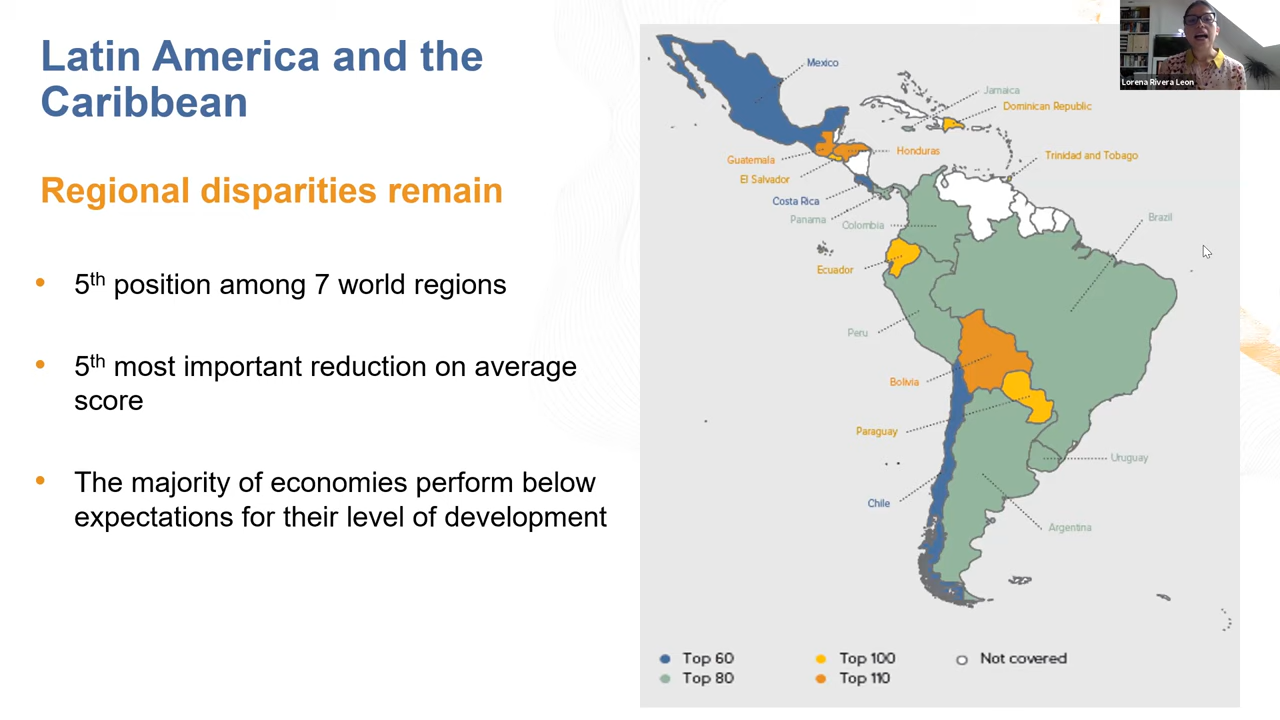 Latin America and the
Caribbean
Regional disparities remain
• 5th position among 7 world regions
• 5th most important reduction on average
score
• The majority of economies perform below
expectations for their level of development
Lorena Rivera Leon
Mexico
Jamaica
Dominican Republic
Guatemala
Honduras
Trinidad and Tobago
El Salvador
Costa Rica
Panama
Colombia
Brazil
Ecuador
Peru
Bolivia
Paraguay
Uruguay
Chile
Argentina
Top 60
Top 100
Not covered
Top 80
Top 110